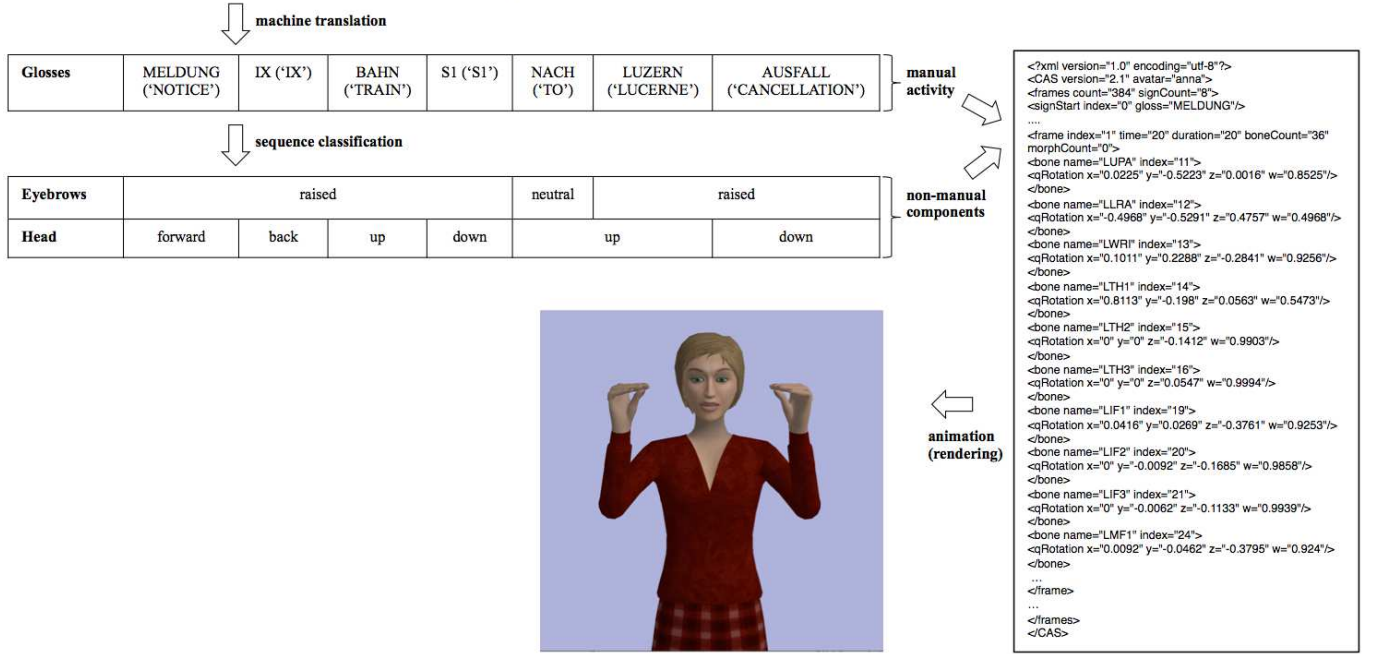 machine translation
Glosses MELDUNG IX (‘IX’) BAHN S1 (‘S1’) NACH LUZERN AUSFALL
(‘NOTICE’) (‘TRAIN’) (‘TO’) (‘LUCERNE’) (‘CANCELLATION’)
manual
activity
sequence classification
Eyebrows raised neutral raised
Head forward back up down up down
non-manual
components
<?xml version="1.0" encoding="utf-8"?>
<CAS version="2.1" avatar="anna">
<frames count="384" signCount="8">
<signStart index="0" gloss="MELDUNG"/>
....
<frame index="1" time="20" duration="20" boneCount="36"
morphCount="0">
<bone name="LUPA" index="11">
<qRotation x="0.0225" y="-0.5223" z="0.0016" w="0.8525"/>
</bone>
<bone name="LLRA" index="12">
<qRotation x="-0.4968" y="-0.5291" z="0.4757" w="0.4968"/>
</bone>
<bone name="LWRI" index="13">
<qRotation x="0.1011" y="0.2288" z="-0.2841" w="0.9256"/>
</bone>
<bone name="LTH1" index="14">
<qRotation x="0.8113" y="-0.198" z="0.0563" w="0.5473"/>
</bone>
<bone name="LTH2" index="15">
<qRotation x="0" y="0" z="-0.1412" w="0.9903"/>
</bone>
<bone name="LTH3" index="16">
<qRotation x="0" y="0" z="0.0547" w="0.9994"/>
</bone>
<bone name="LIF1" index="19">
<qRotation x="0.0416" y="0.0269" z="-0.3761" w="0.9253"/>
</bone>
<bone name="LIF2" index="20">
<qRotation x="0" y="-0.0092" z="-0.1685" w="0.9858"/>
</bone>
<bone name="LIF3" index="21">
<qRotation x="0" y="-0.0062" z="-0.1133" w="0.9939"/>
</bone>
<bone name="LMF1" index="24">
<qRotation x="0.0092" y="-0.0462" z="-0.3795" w="0.924"/>
</bone>
...
</frame>
...
</frames>
</CAS>
animation
(rendering)